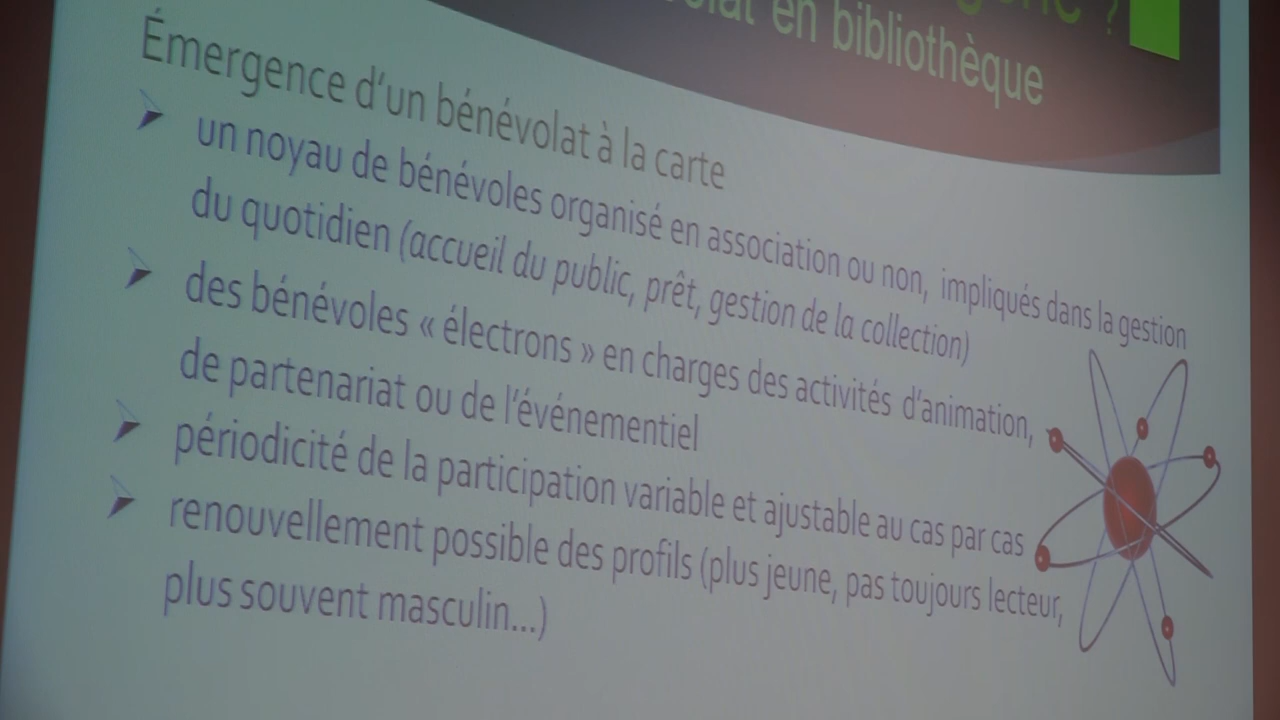 ?
en bibliothèque
Émergence d'un bénévolat à la carte
un noyau de bénévoles organisé en association ou non, impliqués dans la gestion
du quotidien (accueil du public, prêt, gestion de la collection)
des bénévoles « électrons » en charges des activités d'animation,
de partenariat ou de l'événementiel
périodicité de la participation variable et ajustable au cas par cas
renouvellement possible des profils (plus jeune, pas toujours lecteur,
plus souvent masculin...)